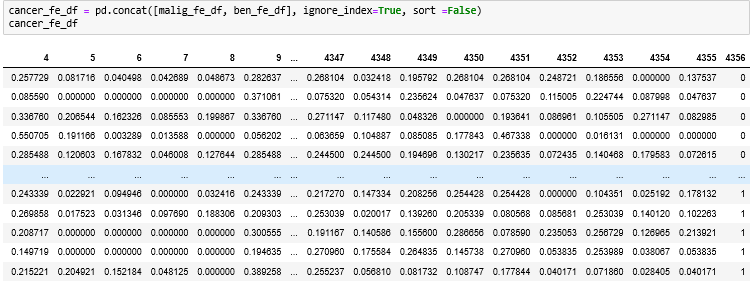 cancer_fe_df = pd.concat([malig_fe_df, ben_fe_df], ignore_index=True, sort =False)
cancer_fe_df
4 5 6 7 8 9 ... 4347 4348 4349 4350 4351 4352 4353 4354 4355 4356
0.257729 0.081716 0.040498 0.042689 0.048673 0.282637 ... 0.268104 0.032418 0.195792 0.268104 0.268104 0.248721 0.186556 0.000000 0.137537 0
0.085590 0.000000 0.000000 0.000000 0.000000 0.371061 ... 0.075320 0.054314 0.235624 0.047637 0.075320 0.115005 0.224744 0.087998 0.047637 0
0.336760 0.206544 0.162326 0.085553 0.199867 0.336760 ... 0.271147 0.117480 0.048326 0.000000 0.193641 0.086961 0.105505 0.271147 0.082985 0
0.550705 0.191166 0.003289 0.013588 0.000000 0.056202 ... 0.063659 0.104887 0.085085 0.177843 0.467338 0.000000 0.016131 0.000000 0.000000 0
0.285488 0.120603 0.167832 0.046008 0.127644 0.285488 ... 0.244500 0.244500 0.194696 0.130217 0.235635 0.072435 0.140468 0.179583 0.072615 0
... ... ... ... ... ... ... ... ... ... ... ... ... ... ... ... ...
0.243339 0.022921 0.094946 0.000000 0.032416 0.243339 ... 0.217270 0.147334 0.208256 0.254428 0.254428 0.000000 0.104351 0.025192 0.178132 1
0.269858 0.017523 0.031346 0.097690 0.188306 0.209303 ... 0.253039 0.020017 0.139260 0.205339 0.080568 0.085681 0.253039 0.140120 0.102263 1
0.208717 0.000000 0.000000 0.000000 0.000000 0.300555 ... 0.191167 0.140586 0.155600 0.286656 0.078590 0.235053 0.256729 0.126965 0.213921 1
0.149719 0.000000 0.000000 0.000000 0.000000 0.194635 ... 0.270960 0.175584 0.264835 0.145738 0.270960 0.053835 0.253989 0.038067 0.053835 1
0.215221 0.204921 0.152184 0.048125 0.000000 0.389258 ... 0.255237 0.056810 0.081732 0.108747 0.177844 0.040171 0.071860 0.028405 0.040171 1